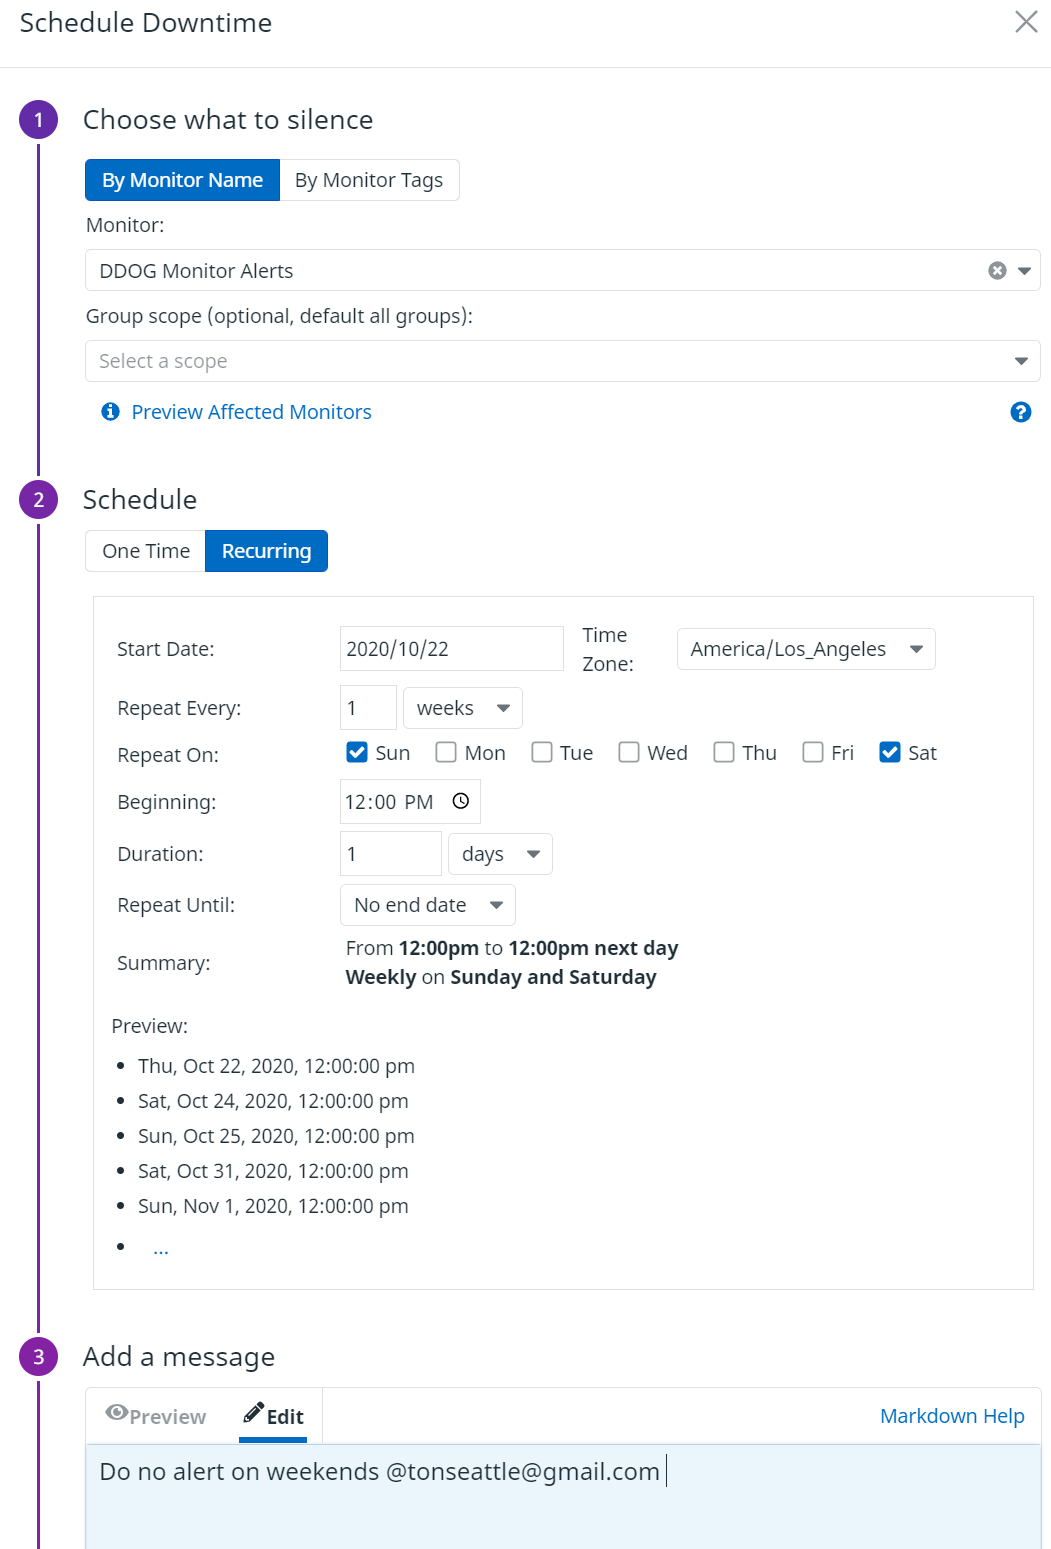 Schedule Downtime
1 Choose what to silence
By Monitor Name By Monitor Tags
Monitor:
DDOG Monitor Alerts
Group scope (optional, default all groups):
Select a scope
Preview Affected Monitors
2 Schedule
One Time Recurring
Start Date: 2020/10/22 Time Zone: America/Los_Angeles
Repeat Every: 1 weeks
Repeat On: Sun Mon Tue Wed Thu Fri Sat
Beginning: 12:00 PM
Duration: 1 days
Repeat Until: No end date
Summary: From 12:00pm to 12:00pm next day
Weekly on Sunday and Saturday
Preview:
• Thu, Oct 22, 2020, 12:00:00 pm
• Sat, Oct 24, 2020, 12:00:00 pm
• Sun, Oct 25, 2020, 12:00:00 pm
• Sat, Oct 31, 2020, 12:00:00 pm
• Sun, Nov 1, 2020, 12:00:00 pm
• ...
3 Add a message
Preview Edit Markdown Help
Do no alert on weekends @tonseattle@gmail.com